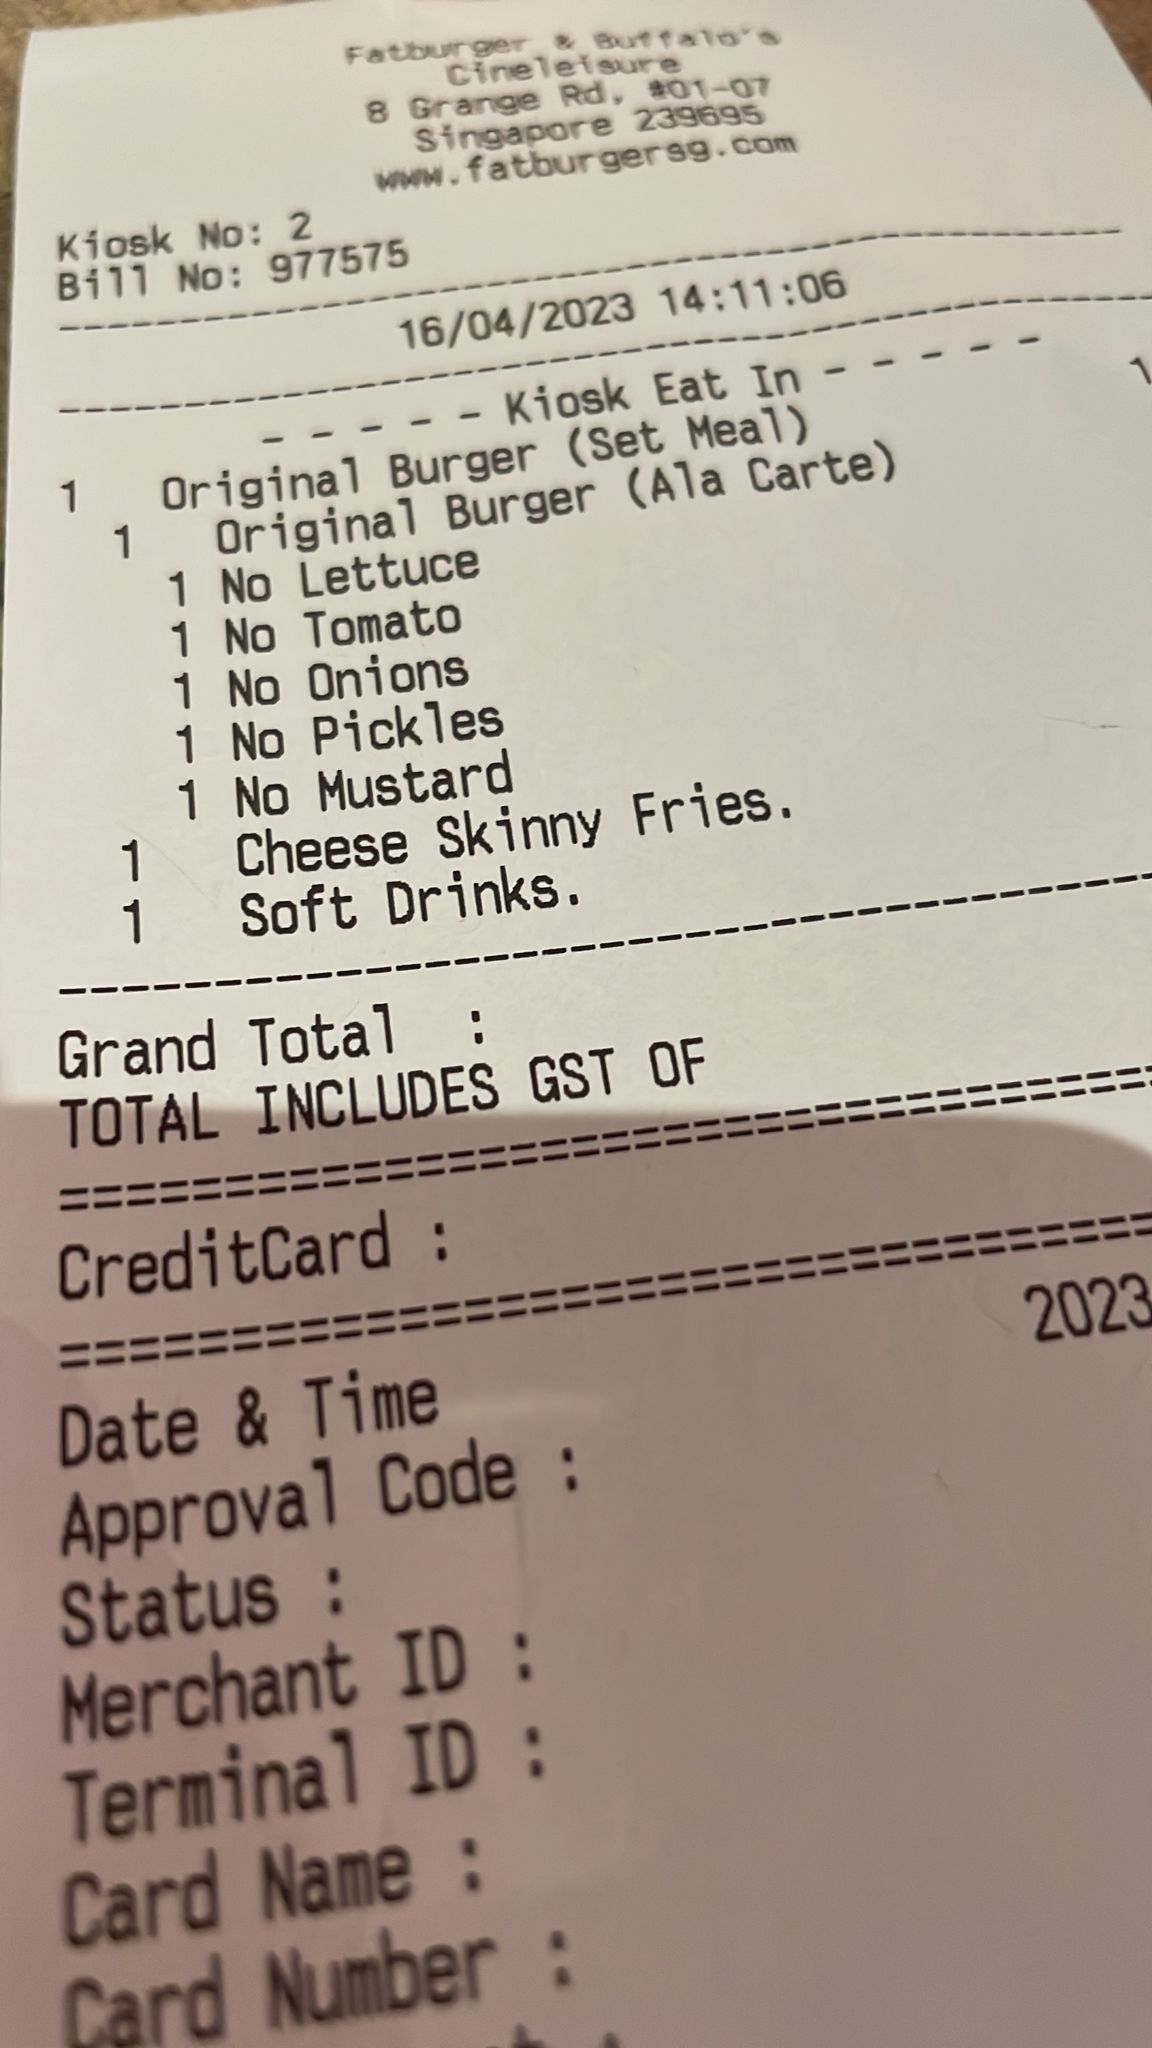 Fatburger & Buffalo's
Cineleisure
8 Grange Rd, #01-07
Singapore 239695
www.fatburgersg.com
Kiosk No: 2
Bill No: 977575
16/04/2023 14:11:06
- - - - - Kiosk Eat In - - - - -
1 Original Burger (Set Meal) 1
1 Original Burger (Ala Carte)
1 No Lettuce
1 No Tomato
1 No Onions
1 No Pickles
1 No Mustard
1 Cheese Skinny Fries.
1 Soft Drinks.
Grand Total :
TOTAL INCLUDES GST OF
CreditCard :
Date & Time 2023
Approval Code :
Status :
Merchant ID :
Terminal ID :
Card Name :
Card Number :